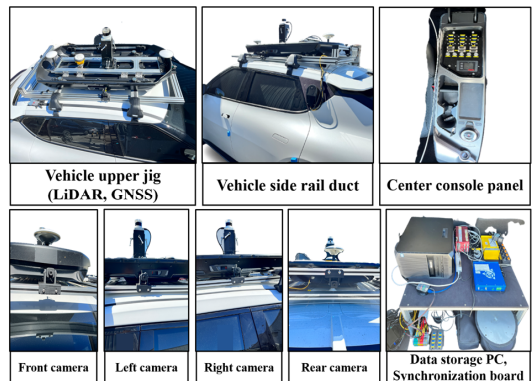 Vehicle upper jig
(LiDAR, GNSS)
Vehicle side rail duct
Center console panel
Front camera
Left camera
Right camera
Rear camera
Data storage PC,
Synchronization board